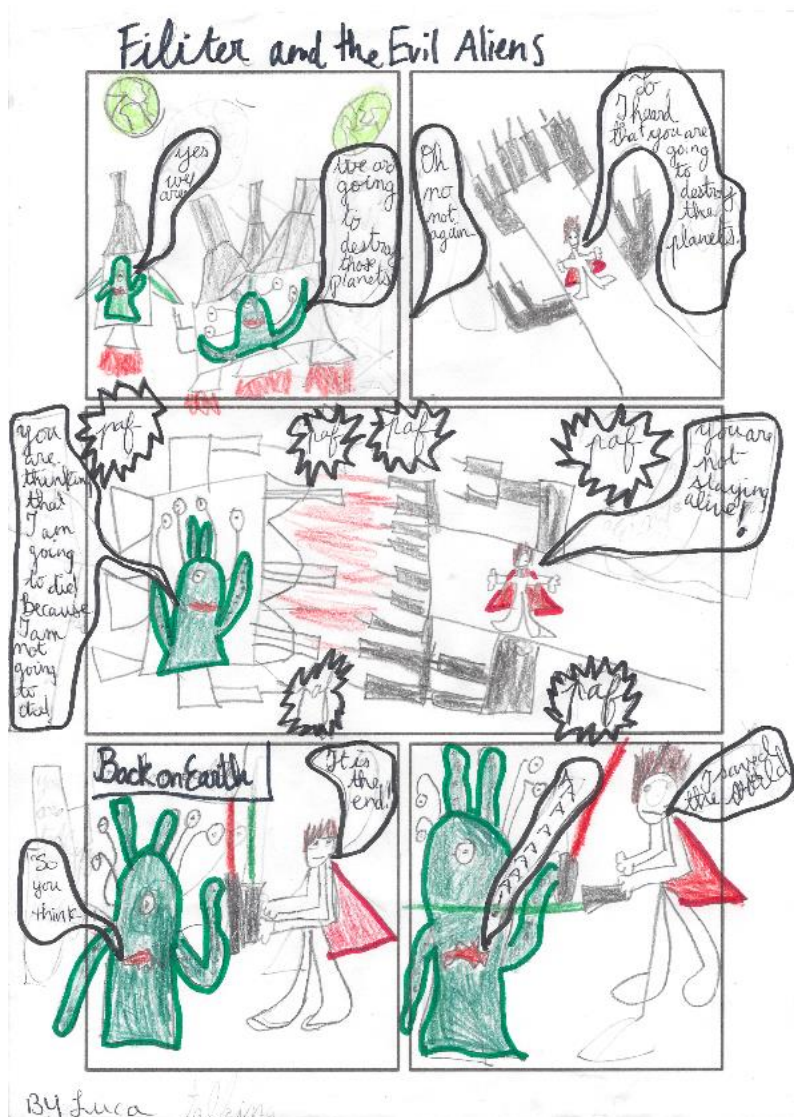 Filiter and the Evil Aliens
yes
we
are
we are
going
to
destroy
those
planets
Oh
no
not
again
So
I heard
that you are
going
to
destroy
the
planets.
paf
paf
paf
paf
you
are
thinking
that
I am
going
to die!
Because
I am
not
going
to
die!
you are
not
staying
alive!
paf
paf
Back on Earth
It is
the
end!
So
you
think
AAAAAAAA
I saved
the World
BY Luca
talking